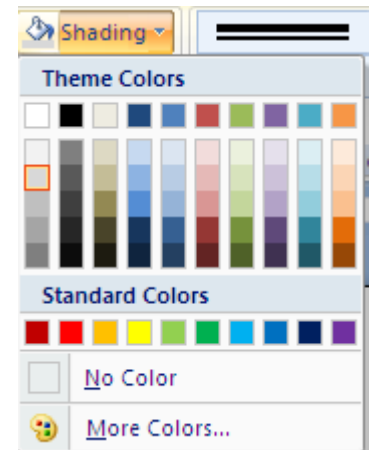 Shading
Theme Colors
Standard Colors
No Color
More Colors...